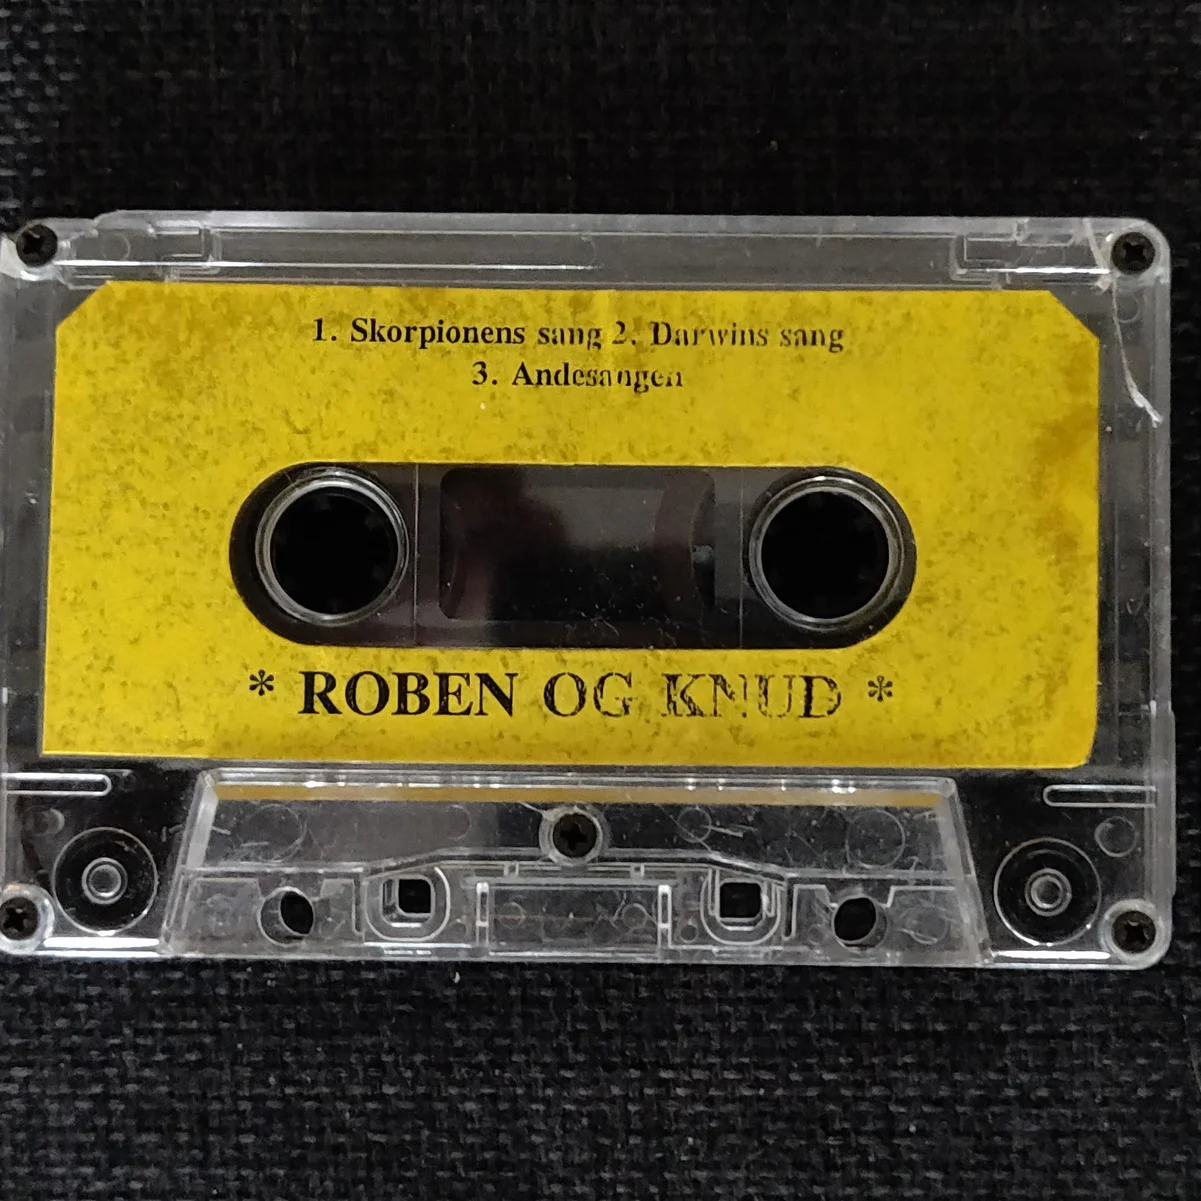 1. Skorpionens sang 2. Darwins sang
3. Andesangen
* ROBEN OG KNUD *